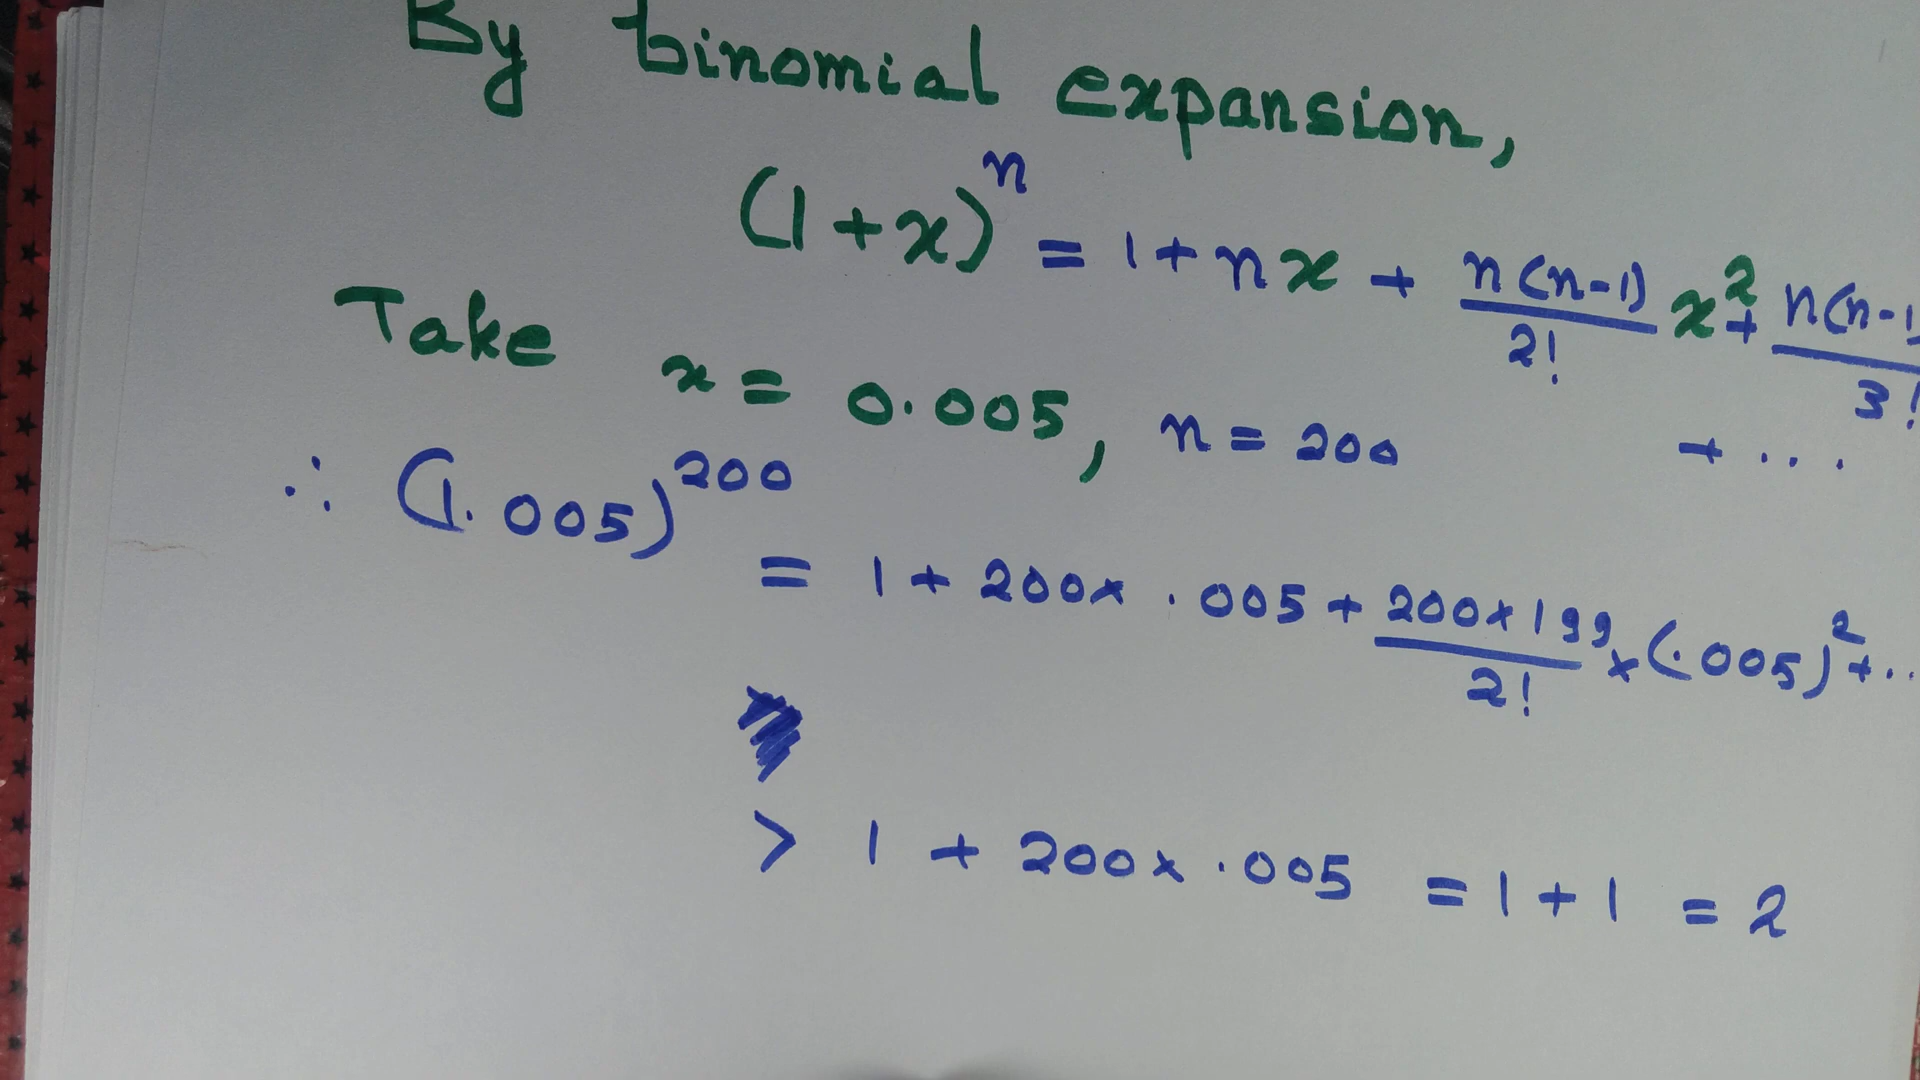 By binomial expansion,
(1+x)^n = 1 + nx + n(n-1)/2! x^2 + n(n-1)/3!
+ ...
Take x = 0.005, n = 200
∴ (1.005)^200
= 1 + 200x .005 + 200x199/2! x (.005)^2 + ..
> 1 + 200x .005 = 1 + 1 = 2